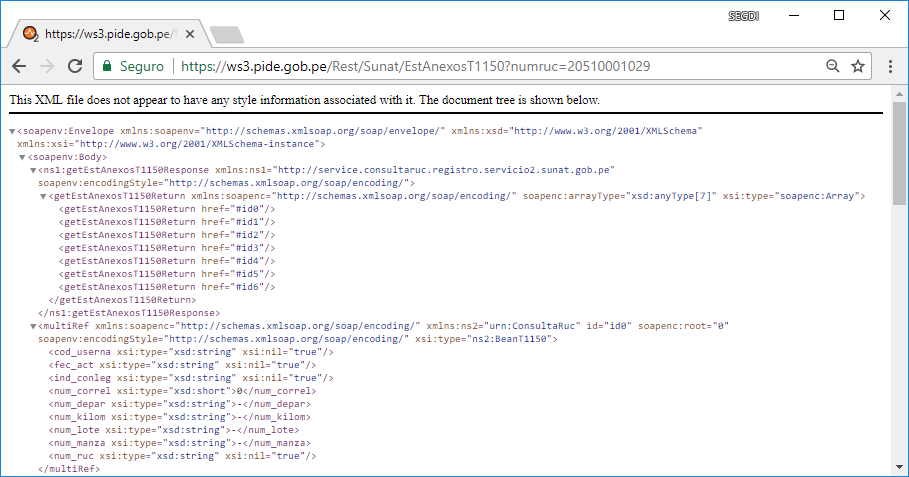 SEGDI
https://ws3.pide.gob.pe/
2
Seguro
https://ws3.pide.gob.pe/Rest/Sunat/EstAnexosT1150?numruc=20510001029
This XML file does not appear to have any style information associated with it. The document tree is shown below.
<soapenv:Envelope xmlns:soapenv="http://schemas.xmlsoap.org/soap/envelope/" xmlns:xsd="http://www.w3.org/2001/XMLSchema"
xmlns:xsi="http://www.w3.org/2001/XMLSchema-instance">
<soapenv:Body>
<ns1:getEstAnexosT1150Response xmlns:ns1="http://service.consultaruc.registro.servicio2.sunat.gob.pe"
soapenv:encodingStyle="http://schemas.xmlsoap.org/soap/encoding/">
<getEstAnexosT1150Return xmlns:soapenc="http://schemas.xmlsoap.org/soap/encoding/" soapenc:arrayType="xsd:anyType[7]" xsi:type="soapenc:Array">
<getEstAnexosT1150Return href="#id0"/>
<getEstAnexosT1150Return href="#id1"/>
<getEstAnexosT1150Return href="#id2"/>
<getEstAnexosT1150Return href="#id3"/>
<getEstAnexosT1150Return href="#id4"/>
<getEstAnexosT1150Return href="#id5"/>
<getEstAnexosT1150Return href="#id6"/>
</getEstAnexosT1150Return>
</ns1:getEstAnexosT1150Response>
<multiRef xmlns:soapenc="http://schemas.xmlsoap.org/soap/encoding/" xmlns:ns2="urn:ConsultaRuc" id="id0" soapenc:root="0"
soapenv:encodingStyle="http://schemas.xmlsoap.org/soap/encoding/" xsi:type="ns2:BeanT1150">
<cod_userna xsi:type="xsd:string" xsi:nil="true"/>
<fec_act xsi:type="xsd:string" xsi:nil="true"/>
<ind_conleg xsi:type="xsd:string" xsi:nil="true"/>
<num_correl xsi:type="xsd:short">0</num_correl>
<num_depar xsi:type="xsd:string">-</num_depar>
<num_kilom xsi:type="xsd:string">-</num_kilom>
<num_lote xsi:type="xsd:string">-</num_lote>
<num_manza xsi:type="xsd:string">-</num_manza>
<num_ruc xsi:type="xsd:string" xsi:nil="true"/>
</multiRef>